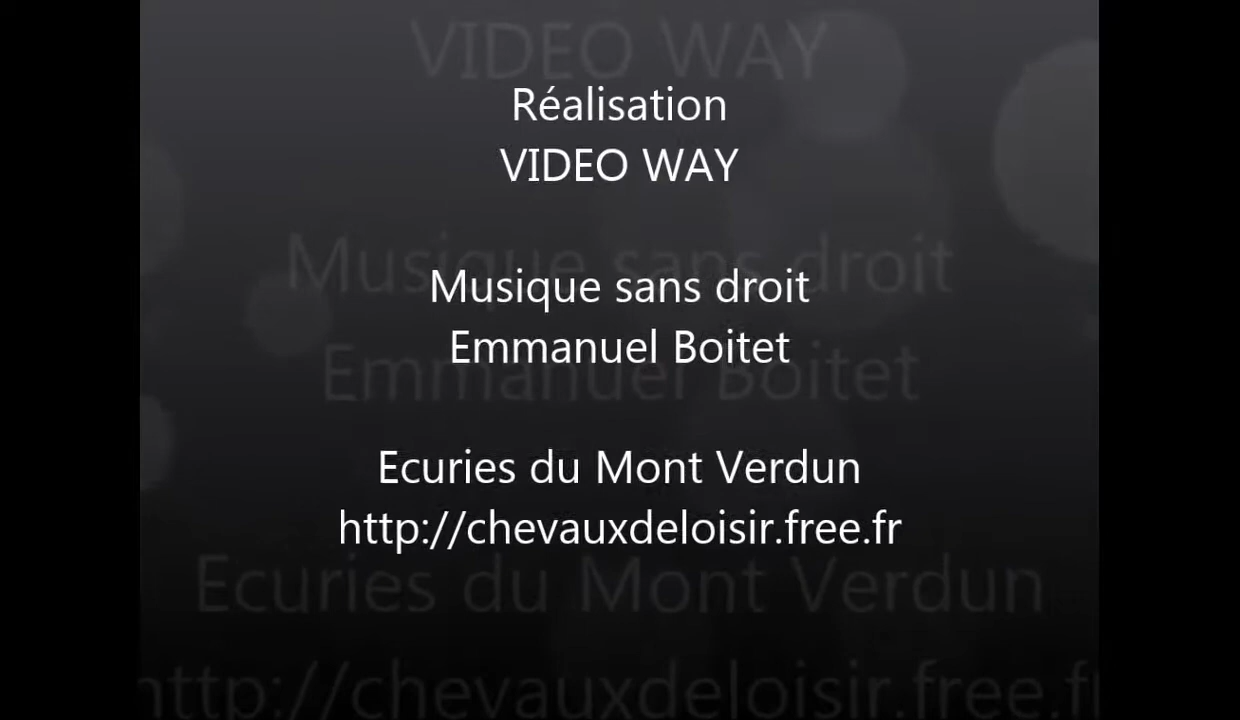 Réalisation
VIDEO WAY
Musique sans droit
Emmanuel Boitet
Ecuries du Mont Verdun
http://chevauxdeloisir.free.fr